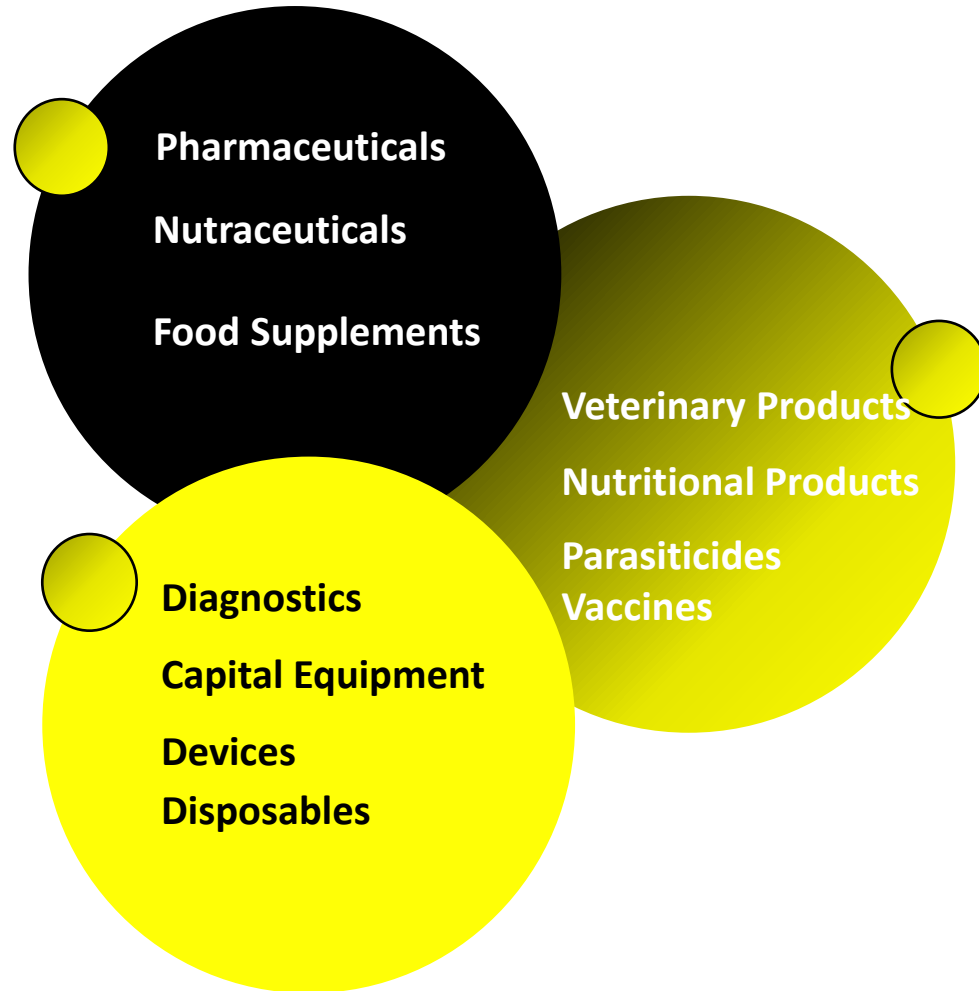 Pharmaceuticals
Nutraceuticals
Food Supplements
Veterinary Products
Nutritional Products
Parasiticides
Vaccines
Diagnostics
Capital Equipment
Devices
Disposables